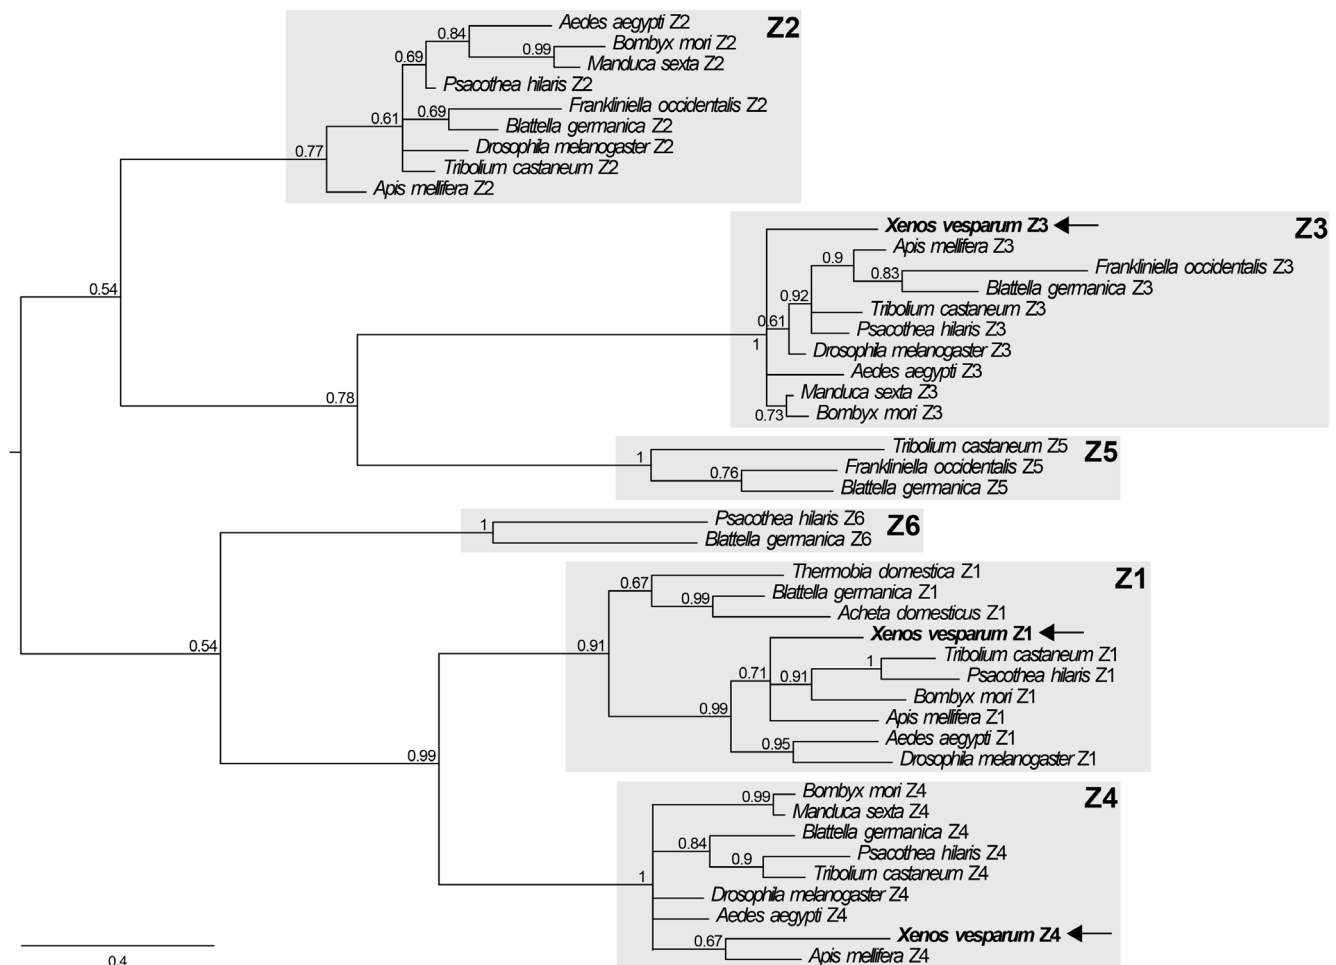 Aedes aegypti Z2
Z2
0.84
Bombyx mori Z2
0.99
0.69
Manduca sexta Z2
Psacothea hilaris Z2
Frankliniella occidentalis Z2
0.61
0.69
Blattella germanica Z2
Drosophila melanogaster Z2
0.77
Tribolium castaneum Z2
Apis mellifera Z2
Xenos vesparum Z3
Z3
Apis mellifera Z3
0.9
Frankliniella occidentalis Z3
0.83
Blattella germanica Z3
0.54
0.92
Tribolium castaneum Z3
0.61
Psacothea hilaris Z3
1
Drosophila melanogaster Z3
Aedes aegypti Z3
Manduca sexta Z3
0.78
0.73
Bombyx mori Z3
Tribolium castaneum Z5
Z5
1
Frankliniella occidentalis Z5
0.76
Blattella germanica Z5
Psacothea hilaris Z6
Z6
1
Blattella germanica Z6
Thermobia domestica Z1
Z1
0.67
Blattella germanica Z1
0.99
Acheta domesticus Z1
Xenos vesparum Z1
0.54
0.91
Tribolium castaneum Z1
1
0.71
0.91
Psacothea hilaris Z1
Bombyx mori Z1
0.99
Apis mellifera Z1
Aedes aegypti Z1
0.95
0.99
Drosophila melanogaster Z1
Bombyx mori Z4
Z4
0.99
Manduca sexta Z4
Blattella germanica Z4
0.84
Psacothea hilaris Z4
0.9
Tribolium castaneum Z4
1
Drosophila melanogaster Z4
Aedes aegypti Z4
Xenos vesparum Z4
0.67
Apis mellifera Z4
0.4